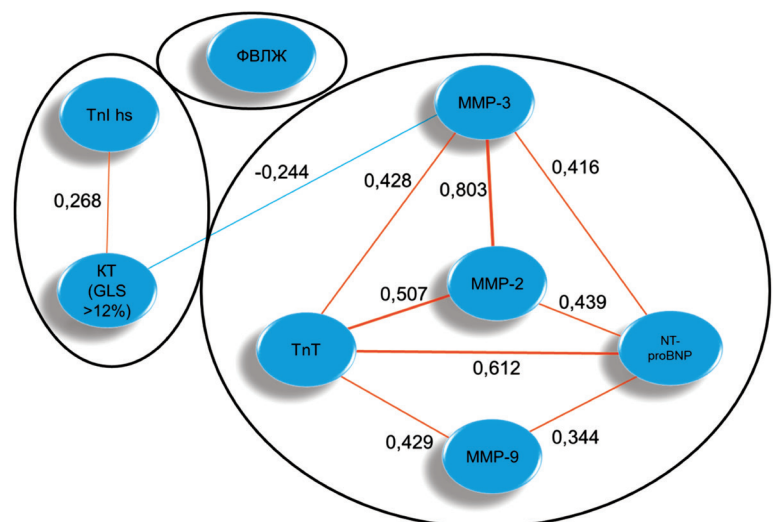 ФВЛЖ
TnI hs
MMP-3
-0,244
0,428
0,803
0,416
0,268
КТ
(GLS
>12%)
MMP-2
0,507
0,439
TnT
NT-
proBNP
0,612
0,429
0,344
MMP-9